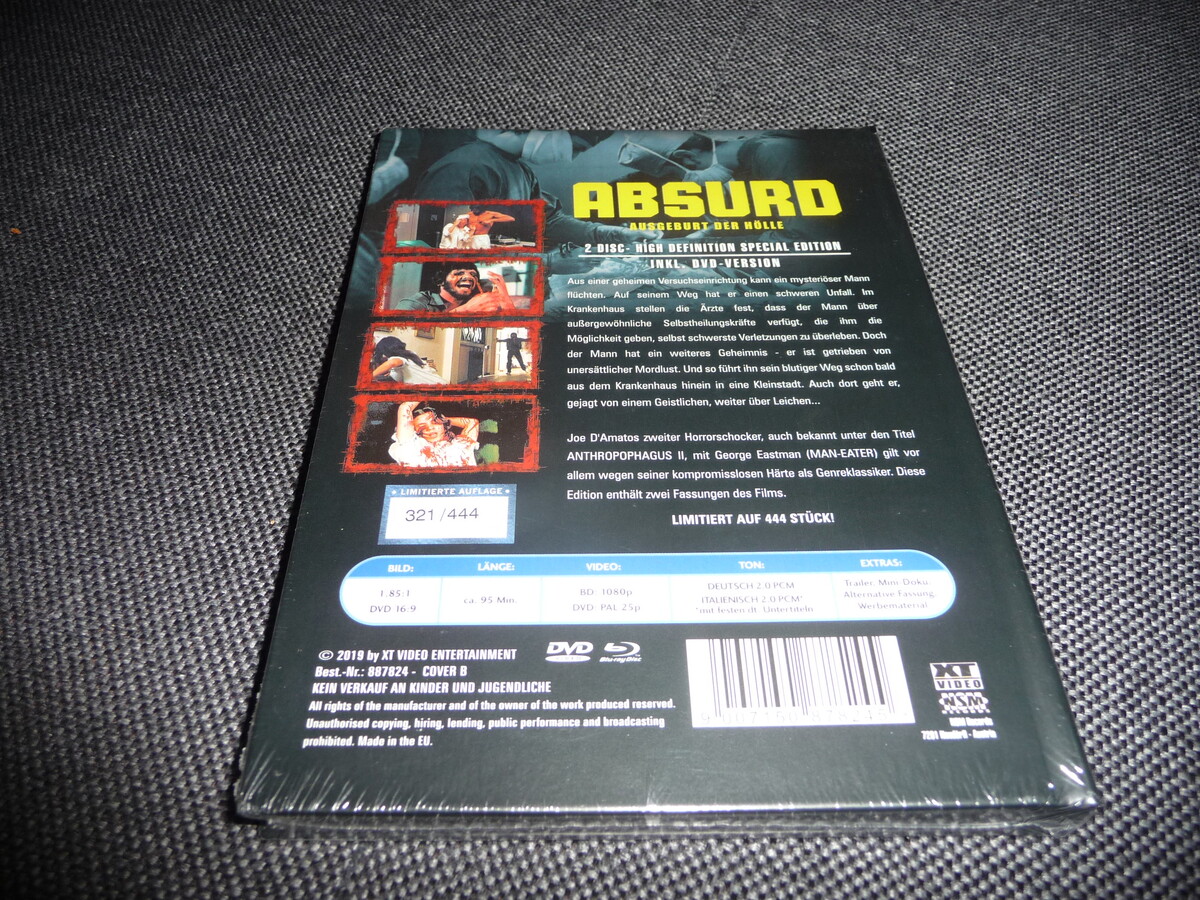 ABSURD
AUSGEBURT DER HÖLLE
2 DISC- HIGH DEFINITION SPECIAL EDITION
INKL. DVD-VERSION
Aus einer geheimen Versuchseinrichtung kann ein mysteriöser Mann
flüchten. Auf seinem Weg hat er einen schweren Unfall. Im
Krankenhaus stellen die Ärzte fest, dass der Mann über
außergewöhnliche Selbstheilungskräfte verfügt, die ihm die
Möglichkeit geben, selbst schwerste Verletzungen zu überleben. Doch
der Mann hat ein weiteres Geheimnis - er ist getrieben von
unersättlicher Mordlust. Und so führt ihn sein blutiger Weg schon bald
aus dem Krankenhaus hinein in eine Kleinstadt. Auch dort geht er,
gejagt von einem Geistlichen, weiter über Leichen...
Joe D'Amatos zweiter Horrorschocker, auch bekannt unter den Titel
ANTHROPOPHAGUS II, mit George Eastman (MAN-EATER) gilt vor
allem wegen seiner kompromisslosen Härte als Genreklassiker. Diese
Edition enthält zwei Fassungen des Films.
LIMITIERT AUF 444 STÜCK!
LIMITIERTE AUFLAGE
321/444
BILD:
1.85:1
DVD 16:9
LÄNGE:
ca. 95 Min.
VIDEO:
BD: 1080p
DVD: PAL 25p
TON:
DEUTSCH 2.0 PCM
ITALIENISCH 2.0 PCM*
*mit festen dt. Untertiteln
EXTRAS:
Trailer, Mini-Doku,
Alternative Fassung,
Werbematerial
© 2019 by XT VIDEO ENTERTAINMENT
Best.-Nr.: 887824 - COVER B
KEIN VERKAUF AN KINDER UND JUGENDLICHE
All rights of the manufacturer and of the owner of the work produced reserved.
Unauthorised copying, hiring, lending, public performance and broadcasting
prohibited. Made in the EU.
DVD
Blu-ray Disc
XT
VIDEO
NSM
NSM Records
Austria